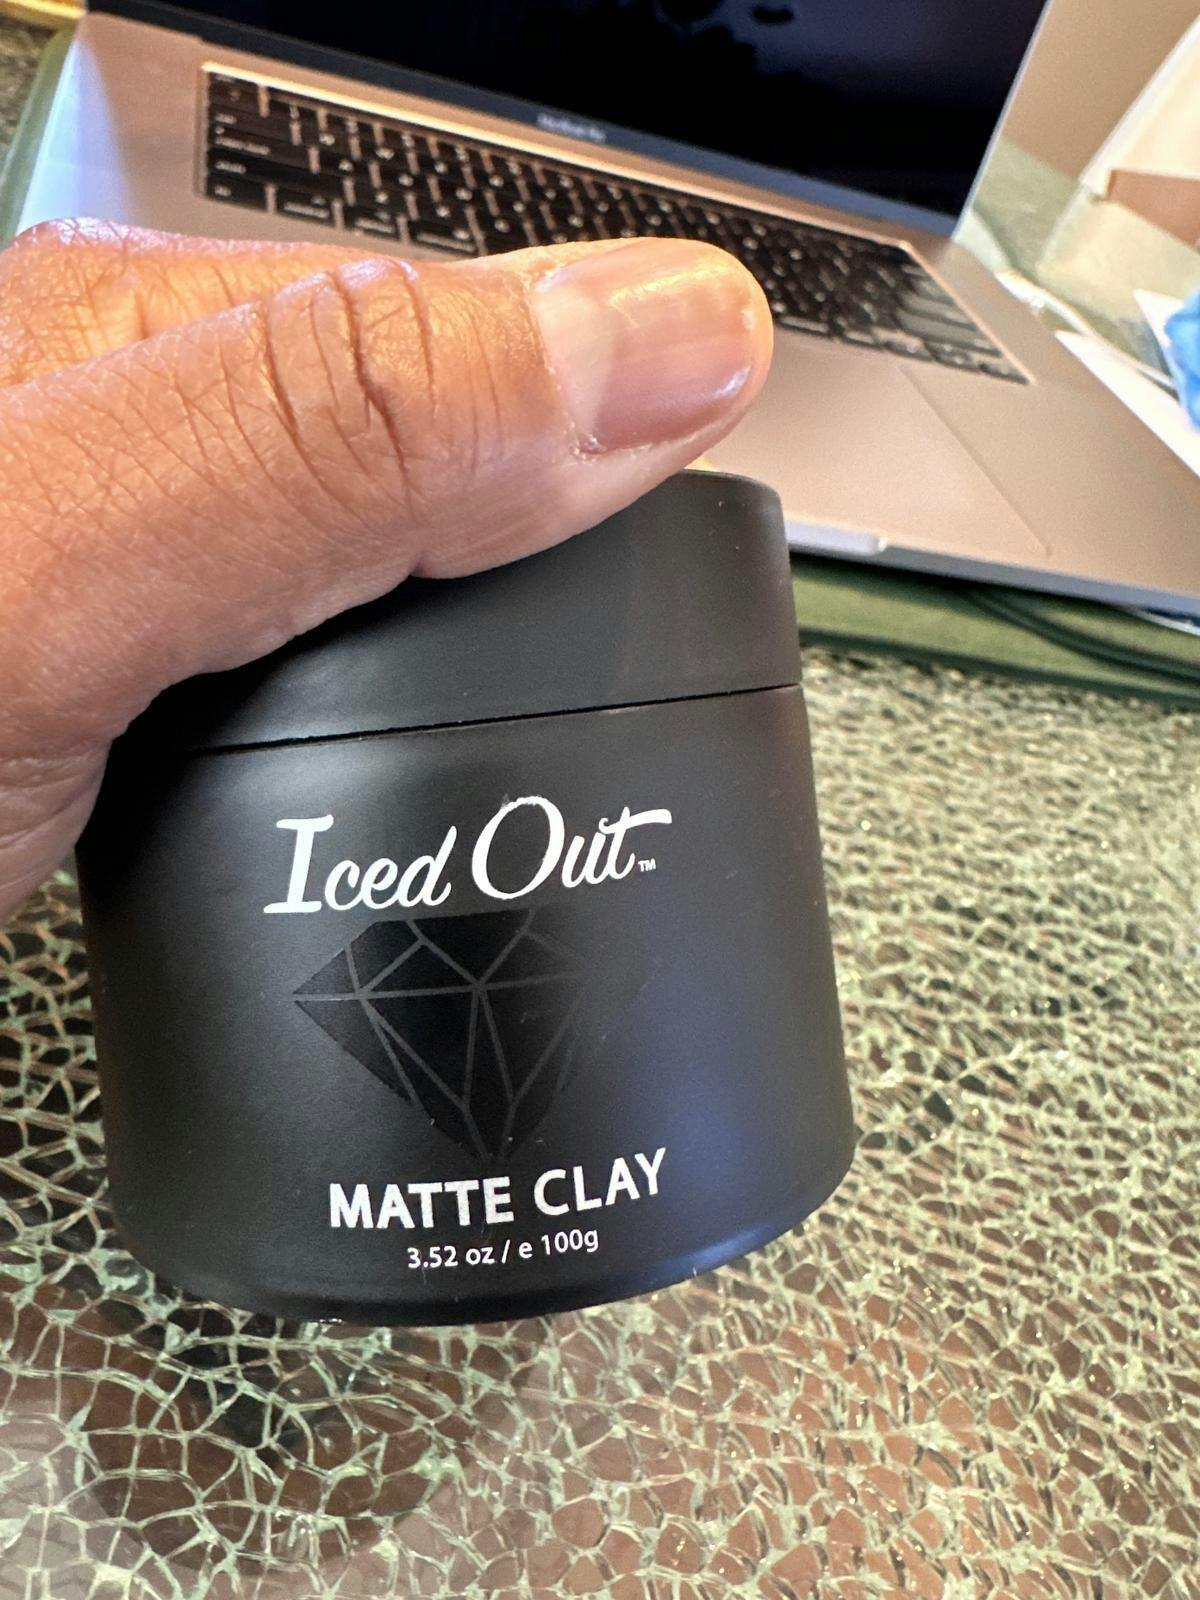 Iced Out™
MATTE CLAY
3.52 oz / e 100g